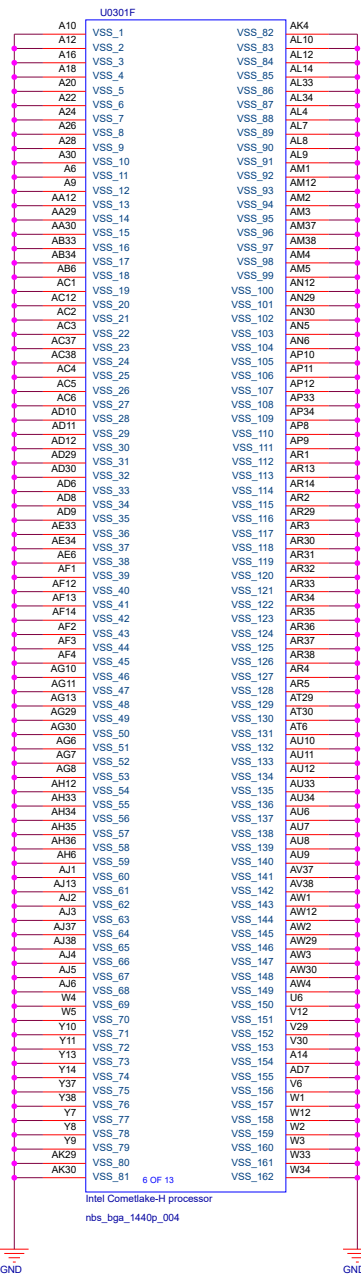 U0301F
A10 VSS_1 VSS_82 AK4
A12 VSS_2 VSS_83 AL10
A16 VSS_3 VSS_84 AL12
A18 VSS_4 VSS_85 AL14
A20 VSS_5 VSS_86 AL33
A22 VSS_6 VSS_87 AL34
A24 VSS_7 VSS_88 AL4
A26 VSS_8 VSS_89 AL7
A28 VSS_9 VSS_90 AL8
A30 VSS_10 VSS_91 AL9
A6 VSS_11 VSS_92 AM1
A9 VSS_12 VSS_93 AM12
AA12 VSS_13 VSS_94 AM2
AA29 VSS_14 VSS_95 AM3
AA30 VSS_15 VSS_96 AM37
AB33 VSS_16 VSS_97 AM38
AB34 VSS_17 VSS_98 AM4
AB6 VSS_18 VSS_99 AM5
AC1 VSS_19 VSS_100 AN12
AC12 VSS_20 VSS_101 AN29
AC2 VSS_21 VSS_102 AN30
AC3 VSS_22 VSS_103 AN5
AC37 VSS_23 VSS_104 AN6
AC38 VSS_24 VSS_105 AP10
AC4 VSS_25 VSS_106 AP11
AC5 VSS_26 VSS_107 AP12
AC6 VSS_27 VSS_108 AP33
AD10 VSS_28 VSS_109 AP34
AD11 VSS_29 VSS_110 AP8
AD12 VSS_30 VSS_111 AP9
AD29 VSS_31 VSS_112 AR1
AD30 VSS_32 VSS_113 AR13
AD6 VSS_33 VSS_114 AR14
AD8 VSS_34 VSS_115 AR2
AD9 VSS_35 VSS_116 AR29
AE33 VSS_36 VSS_117 AR3
AE34 VSS_37 VSS_118 AR30
AE6 VSS_38 VSS_119 AR31
AF1 VSS_39 VSS_120 AR32
AF12 VSS_40 VSS_121 AR33
AF13 VSS_41 VSS_122 AR34
AF14 VSS_42 VSS_123 AR35
AF2 VSS_43 VSS_124 AR36
AF3 VSS_44 VSS_125 AR37
AF4 VSS_45 VSS_126 AR38
AG10 VSS_46 VSS_127 AR4
AG11 VSS_47 VSS_128 AR5
AG13 VSS_48 VSS_129 AT29
AG29 VSS_49 VSS_130 AT30
AG30 VSS_50 VSS_131 AT6
AG6 VSS_51 VSS_132 AU10
AG7 VSS_52 VSS_133 AU11
AG8 VSS_53 VSS_134 AU12
AH12 VSS_54 VSS_135 AU33
AH33 VSS_55 VSS_136 AU34
AH34 VSS_56 VSS_137 AU6
AH35 VSS_57 VSS_138 AU7
AH36 VSS_58 VSS_139 AU8
AH6 VSS_59 VSS_140 AU9
AJ1 VSS_60 VSS_141 AV37
AJ13 VSS_61 VSS_142 AV38
AJ2 VSS_62 VSS_143 AW1
AJ3 VSS_63 VSS_144 AW12
AJ37 VSS_64 VSS_145 AW2
AJ38 VSS_65 VSS_146 AW29
AJ4 VSS_66 VSS_147 AW3
AJ5 VSS_67 VSS_148 AW30
AJ6 VSS_68 VSS_149 AW4
W4 VSS_69 VSS_150 U6
W5 VSS_70 VSS_151 V12
Y10 VSS_71 VSS_152 V29
Y11 VSS_72 VSS_153 V30
Y13 VSS_73 VSS_154 A14
Y14 VSS_74 VSS_155 AD7
Y37 VSS_75 VSS_156 V6
Y38 VSS_76 VSS_157 W1
Y7 VSS_77 VSS_158 W12
Y8 VSS_78 VSS_159 W2
Y9 VSS_79 VSS_160 W3
AK29 VSS_80 VSS_161 W33
AK30 VSS_81 VSS_162 W34
6 OF 13
Intel Cometlake-H processor
nbs_bga_1440p_004
GND GND